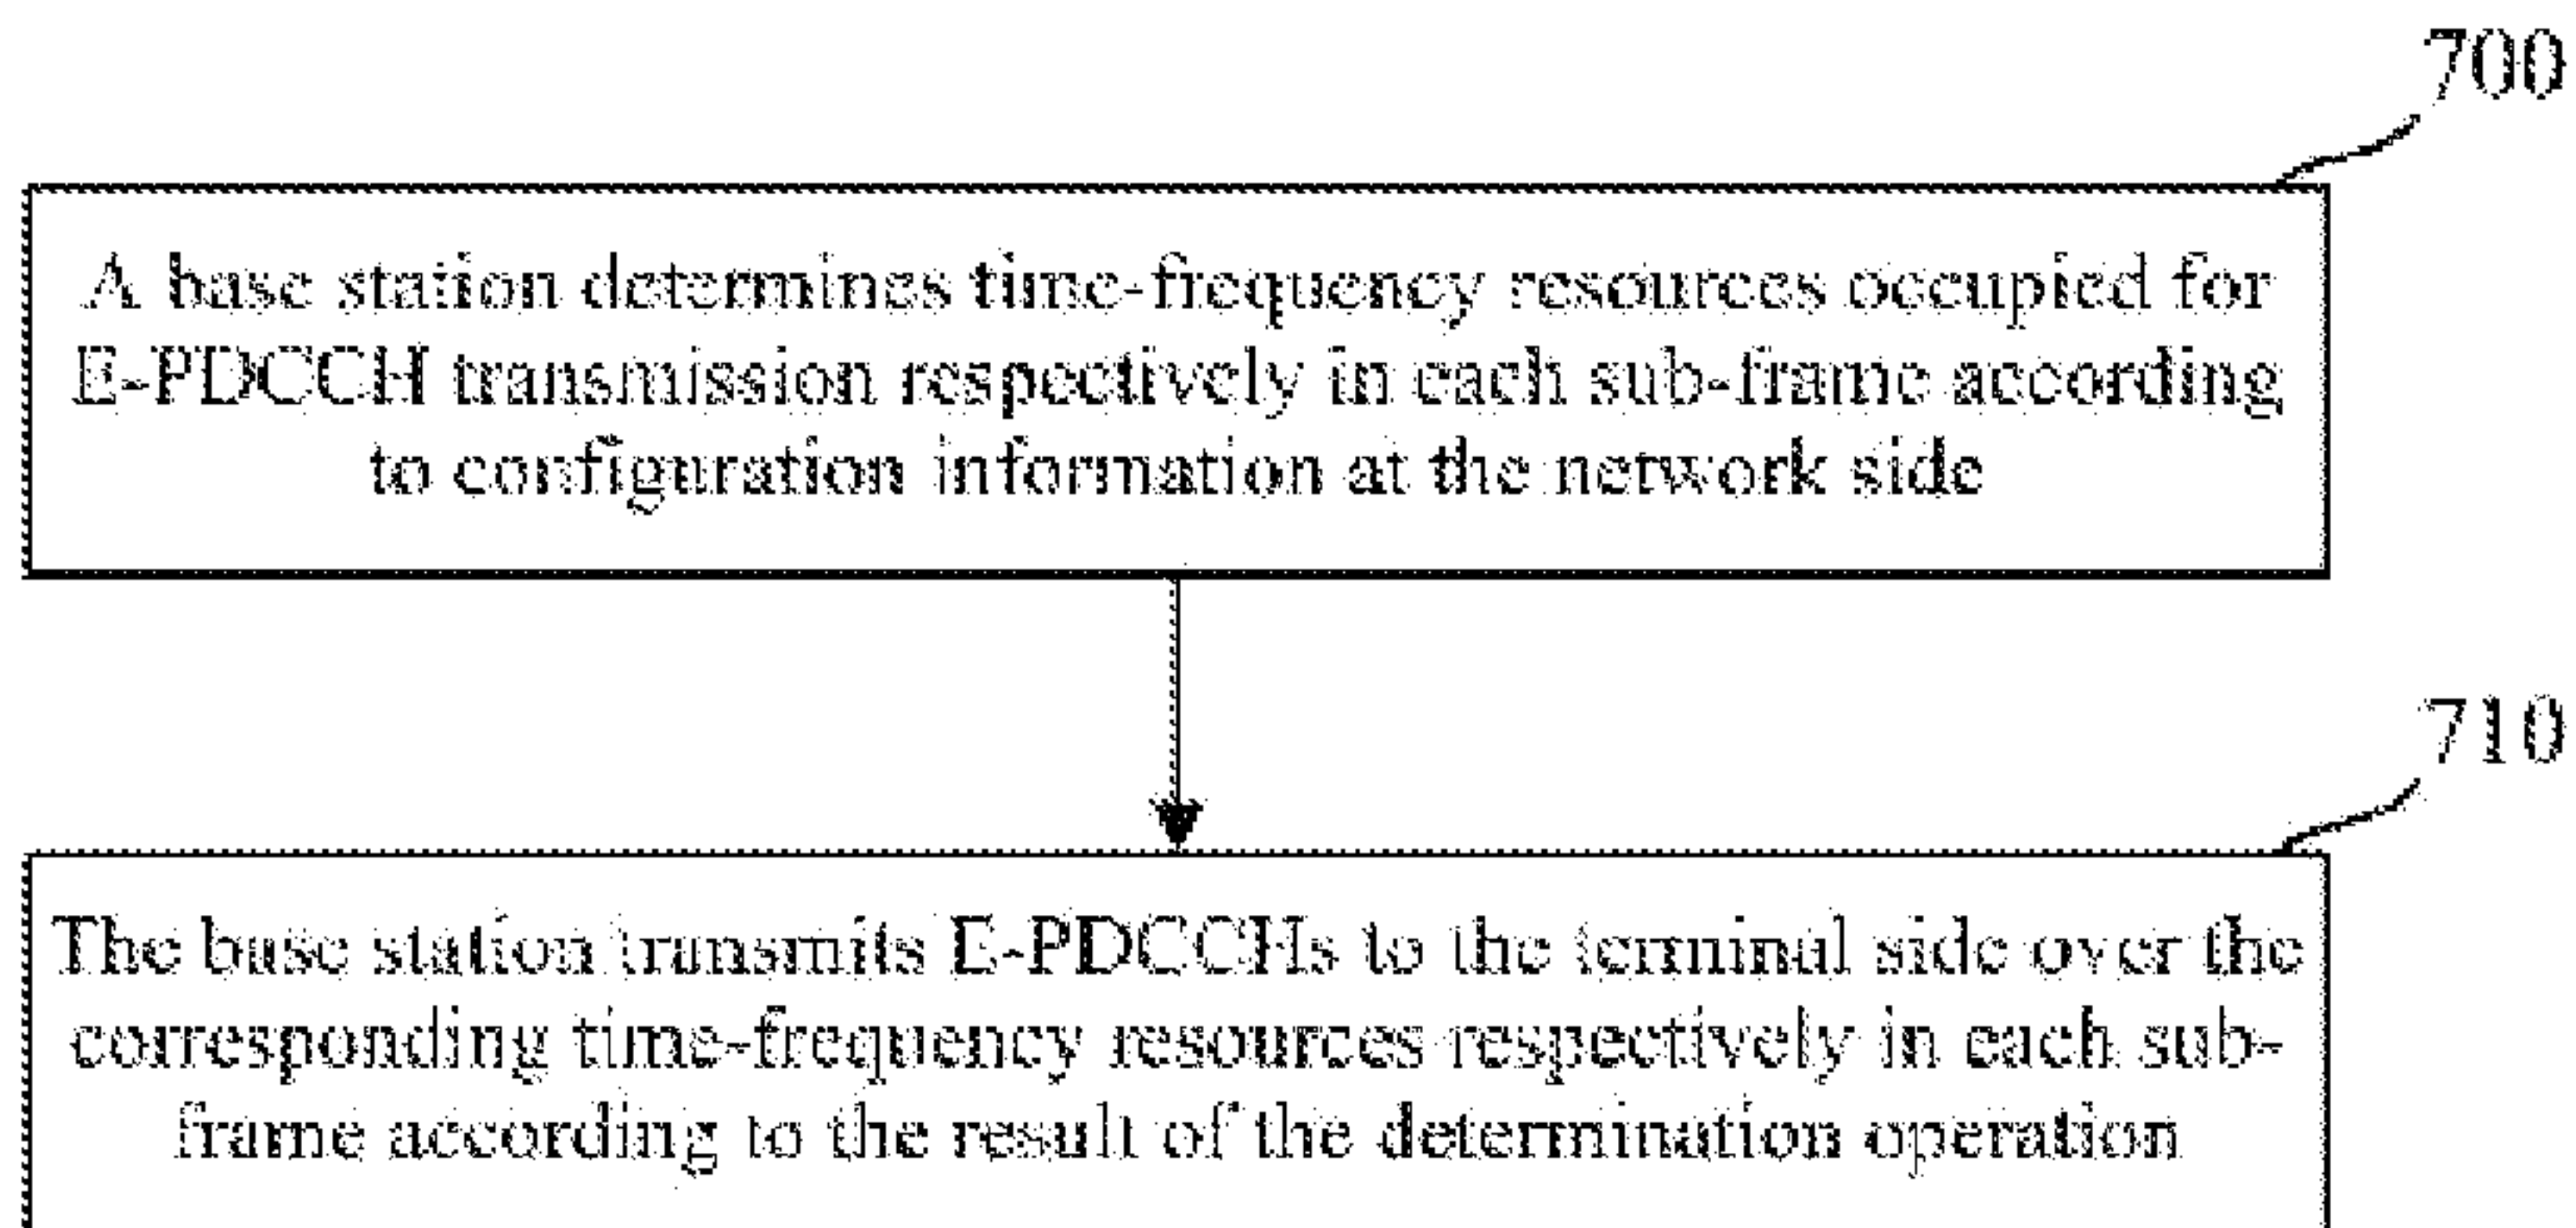 700
A base station determines time-frequency resources occupied for
E-PDCCH transmission respectively in each sub-frame according
to configuration information at the network side
710
The base station transmits E-PDCCHs to the terminal side over the
corresponding time-frequency resources respectively in each sub-
frame according to the result of the determination operation